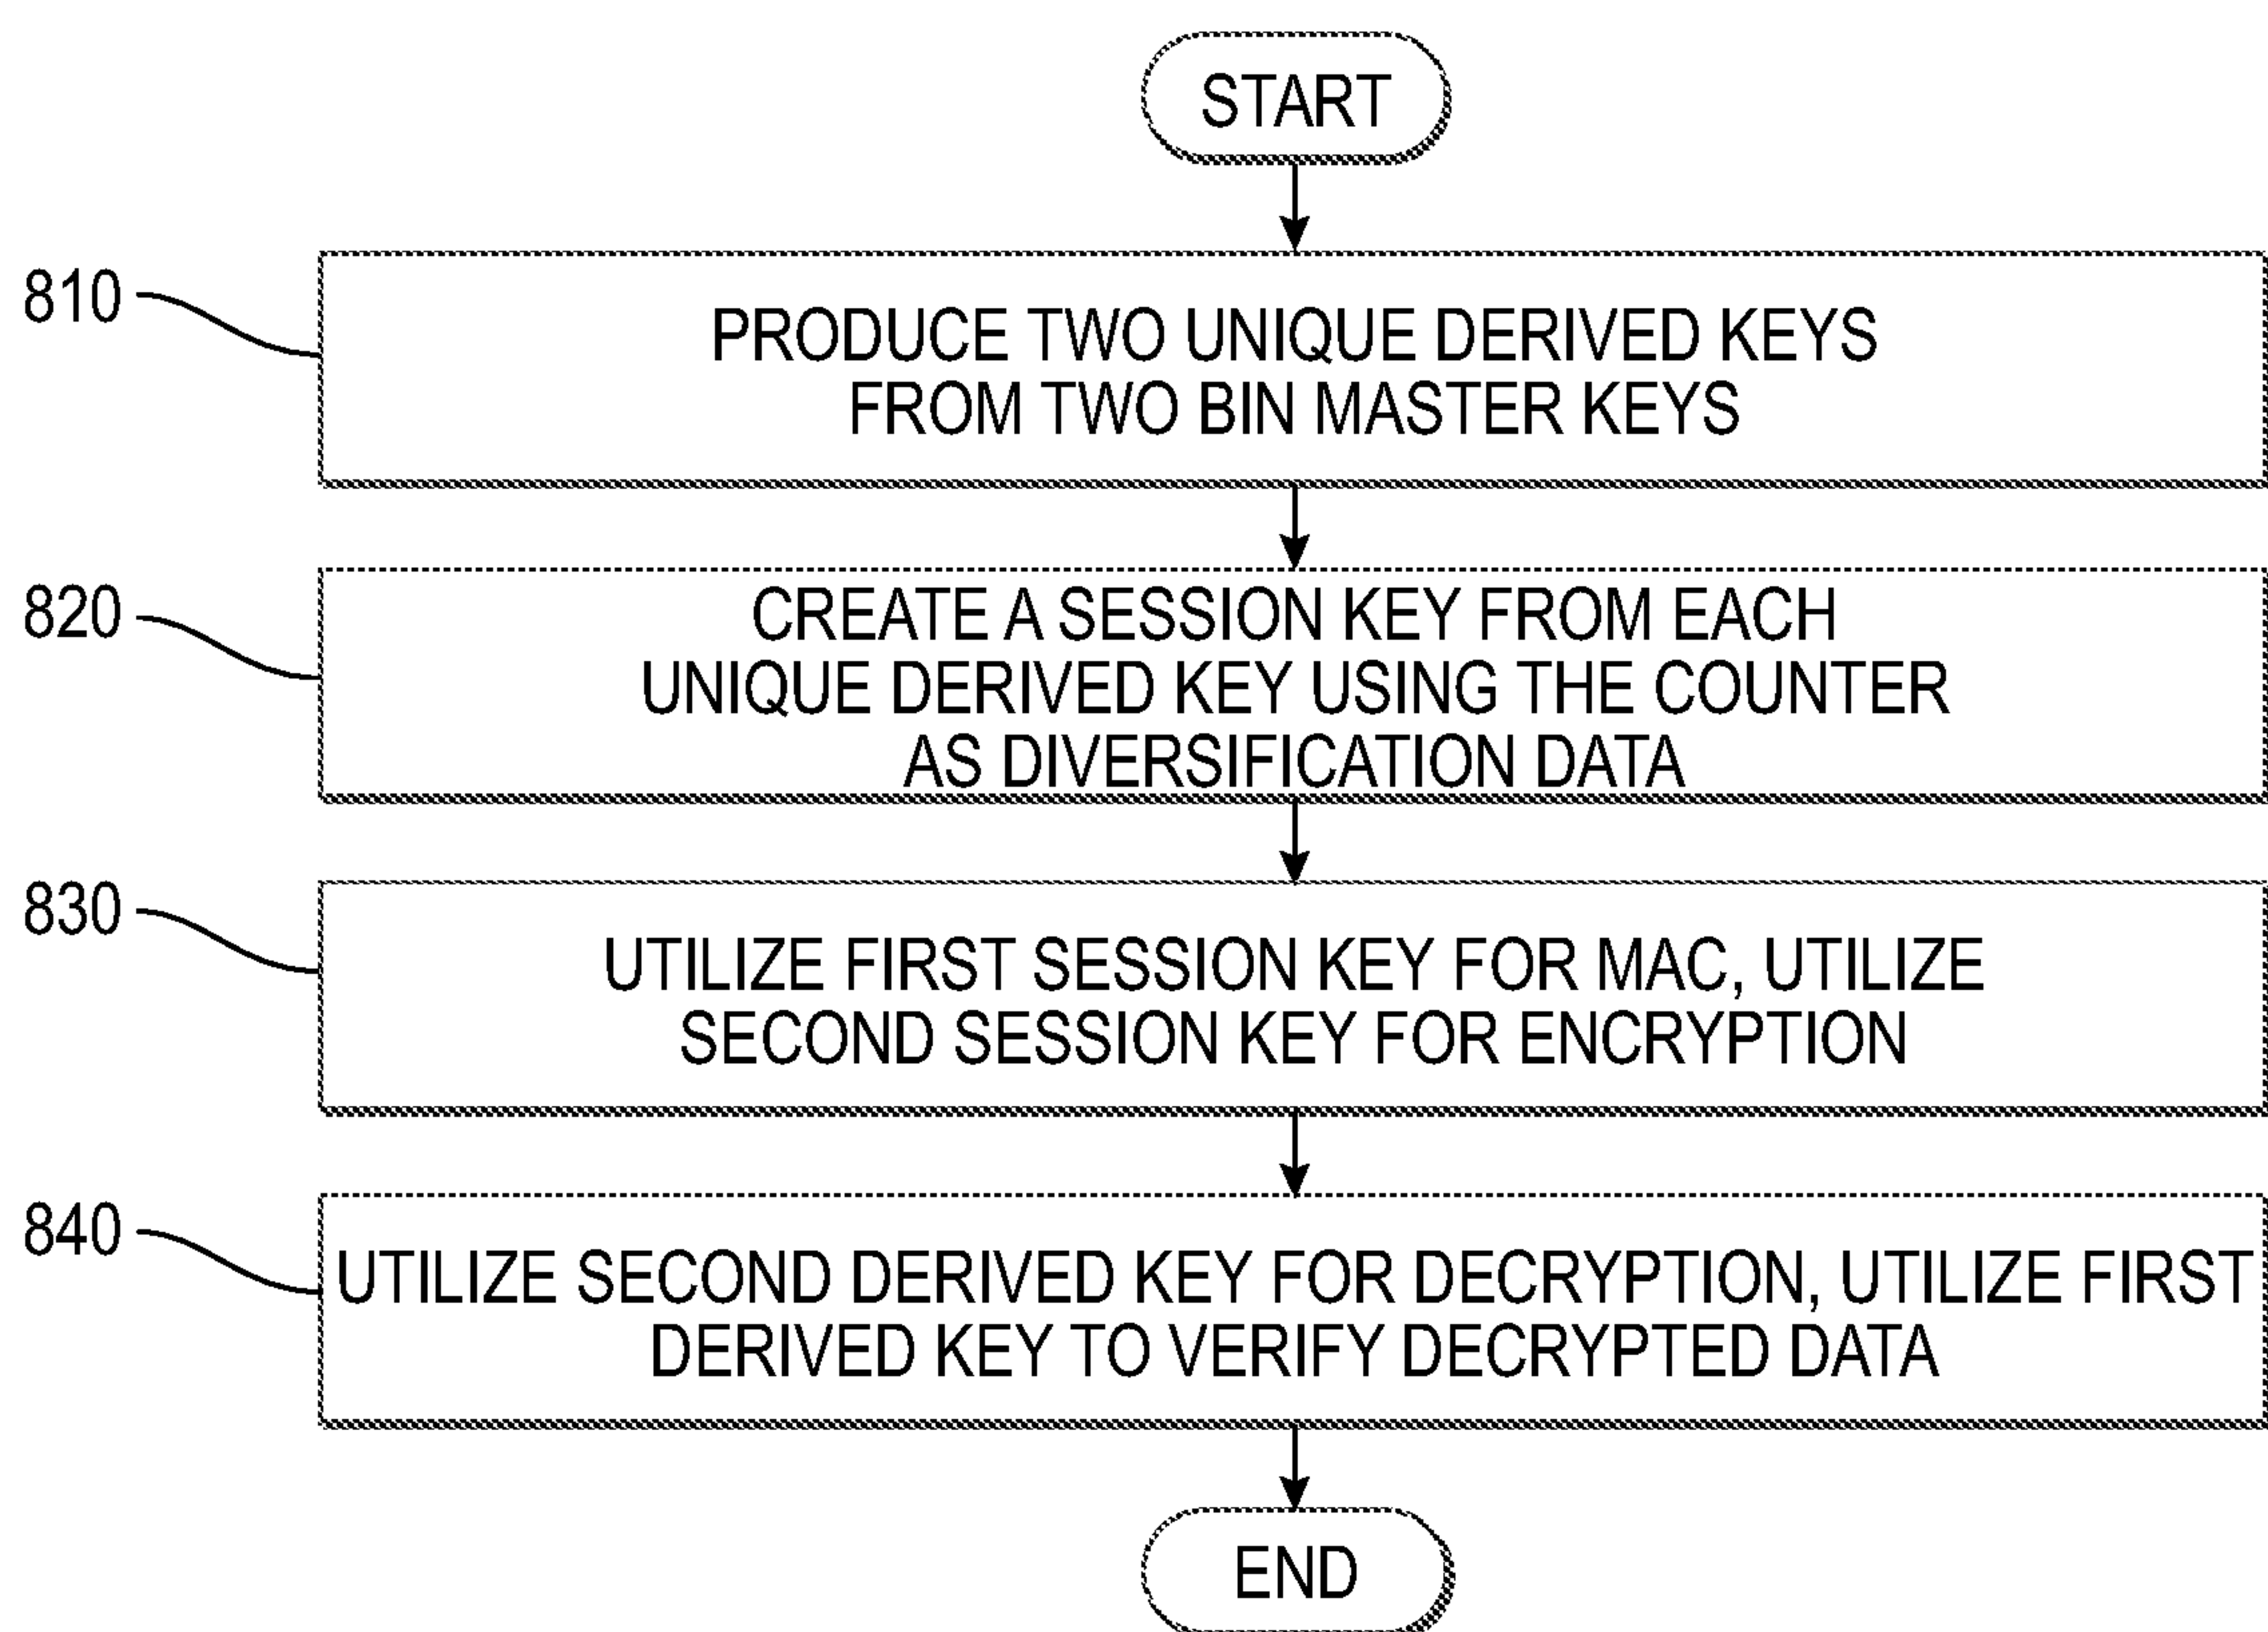 START
810
PRODUCE TWO UNIQUE DERIVED KEYS
FROM TWO BIN MASTER KEYS
820
CREATE A SESSION KEY FROM EACH
UNIQUE DERIVED KEY USING THE COUNTER
AS DIVERSIFICATION DATA
830
UTILIZE FIRST SESSION KEY FOR MAC, UTILIZE
SECOND SESSION KEY FOR ENCRYPTION
840
UTILIZE SECOND DERIVED KEY FOR DECRYPTION, UTILIZE FIRST
DERIVED KEY TO VERIFY DECRYPTED DATA
END